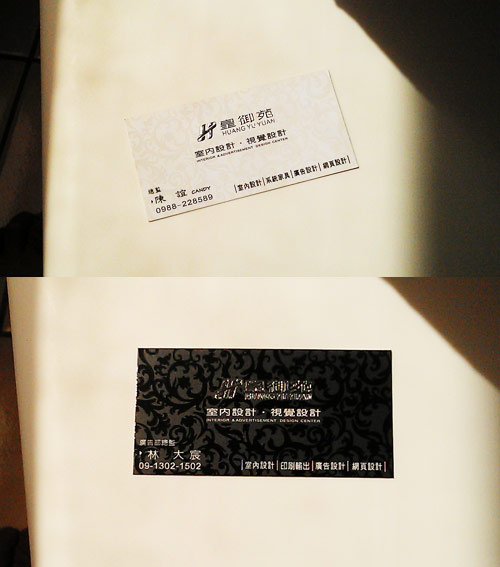 皇御苑
HUANG YU YUAN
室內設計・視覺設計
INTERIOR & ADVERTISEMENT DESIGN CENTER
總監
陳 誼 CANDY
0988-228589
|室內設計|系統家具|廣告設計|網頁設計|
皇御苑
HUANG YU YUAN
室內設計・視覺設計
INTERIOR & ADVERTISEMENT DESIGN CENTER
廣告部總監
林 大宸
09-1302-1502
|室內設計|印刷輸出|廣告設計|網頁設計|